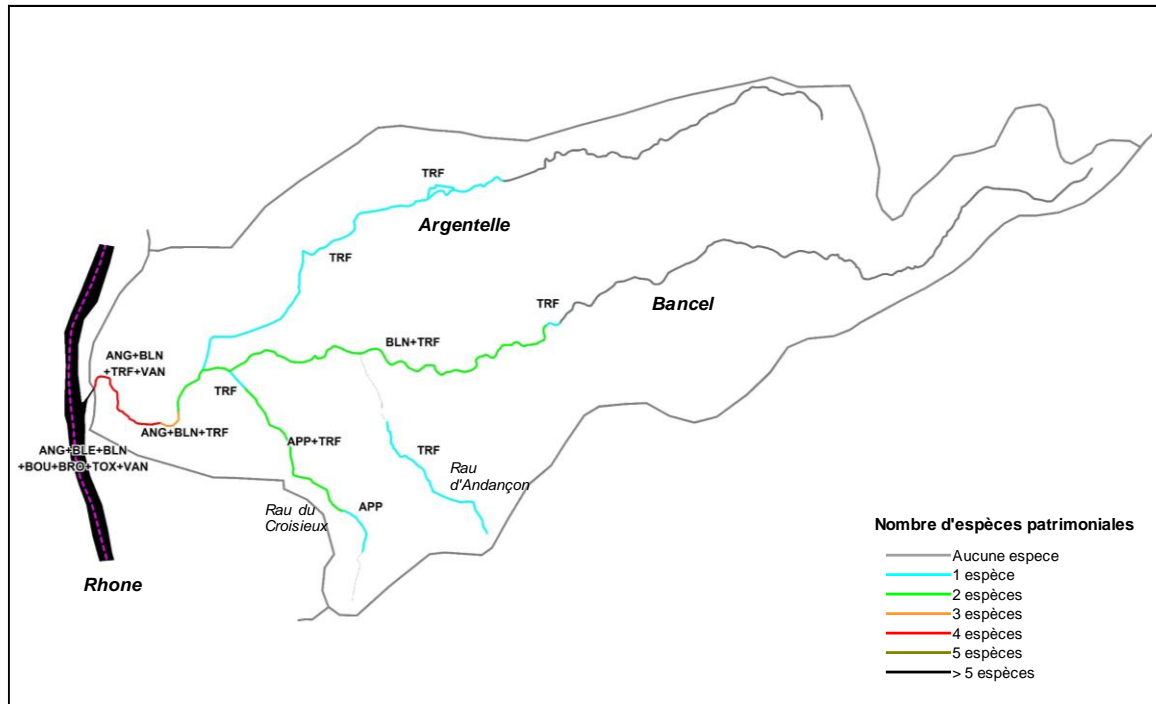 TRF
Argentelle
TRF
TRF
Bancel
BLN+TRF
ANG+BLN
+TRF+VAN
TRF
ANG+BLN+TRF
APP+TRF
TRF
ANG+BLE+BLN
+BOU+BRO+TOX+VAN
Rau
d'Andançon
APP
Rau du
Croisieux
Rhone
Nombre d'espèces patrimoniales
Aucune espece
1 espèce
2 espèces
3 espèces
4 espèces
5 espèces
> 5 espèces